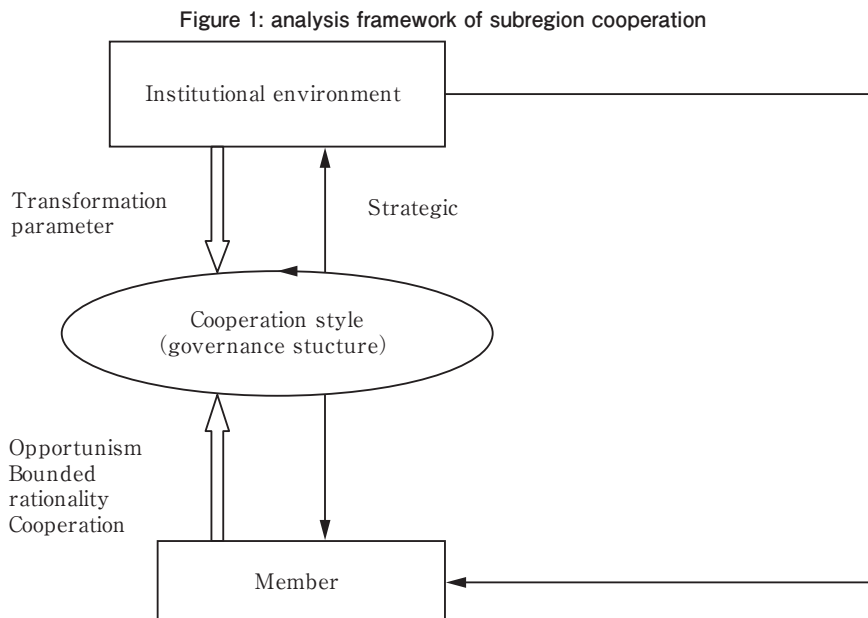 Figure 1: analysis framework of subregion cooperation
Institutional environment
Transformation
parameter
Strategic
Cooperation style
(governance stucture)
Opportunism
Bounded
rationality
Cooperation
Member